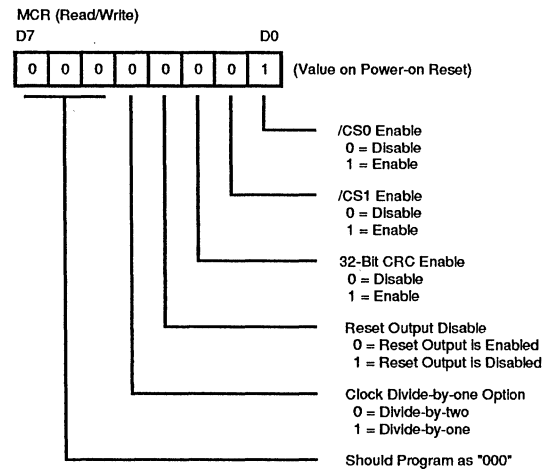 MCR (Read/Write)
D7 D0
0 0 0 0 0 0 0 1 (Value on Power-on Reset)
/CS0 Enable
0 = Disable
1 = Enable
/CS1 Enable
0 = Disable
1 = Enable
32-Bit CRC Enable
0 = Disable
1 = Enable
Reset Output Disable
0 = Reset Output is Enabled
1 = Reset Output is Disabled
Clock Divide-by-one Option
0 = Divide-by-two
1 = Divide-by-one
Should Program as "000"